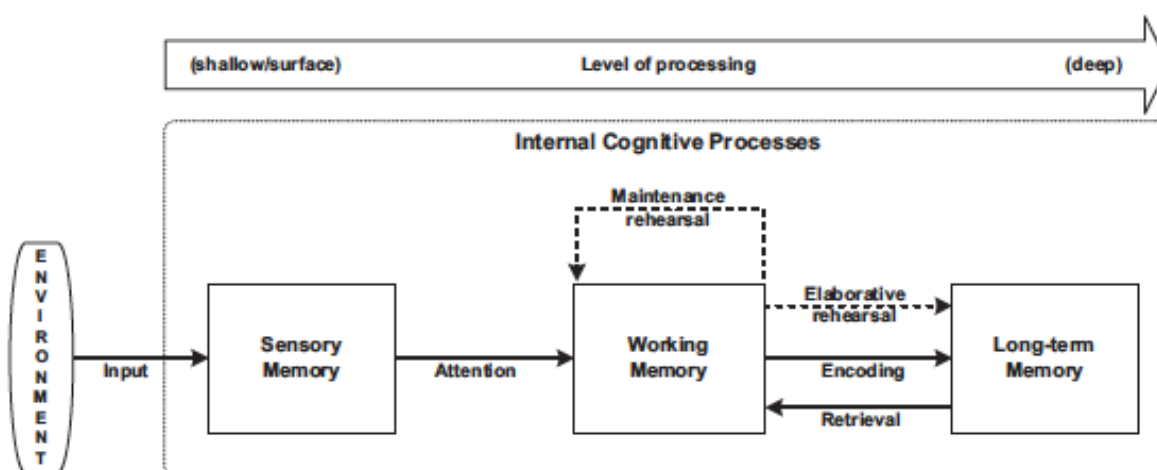 (shallow/surface) Level of processing (deep)
Internal Cognitive Processes
Maintenance
rehearsal
ENVIRONMENT
Input
Sensory
Memory
Attention
Working
Memory
Elaborative
rehearsal
Encoding
Retrieval
Long-term
Memory